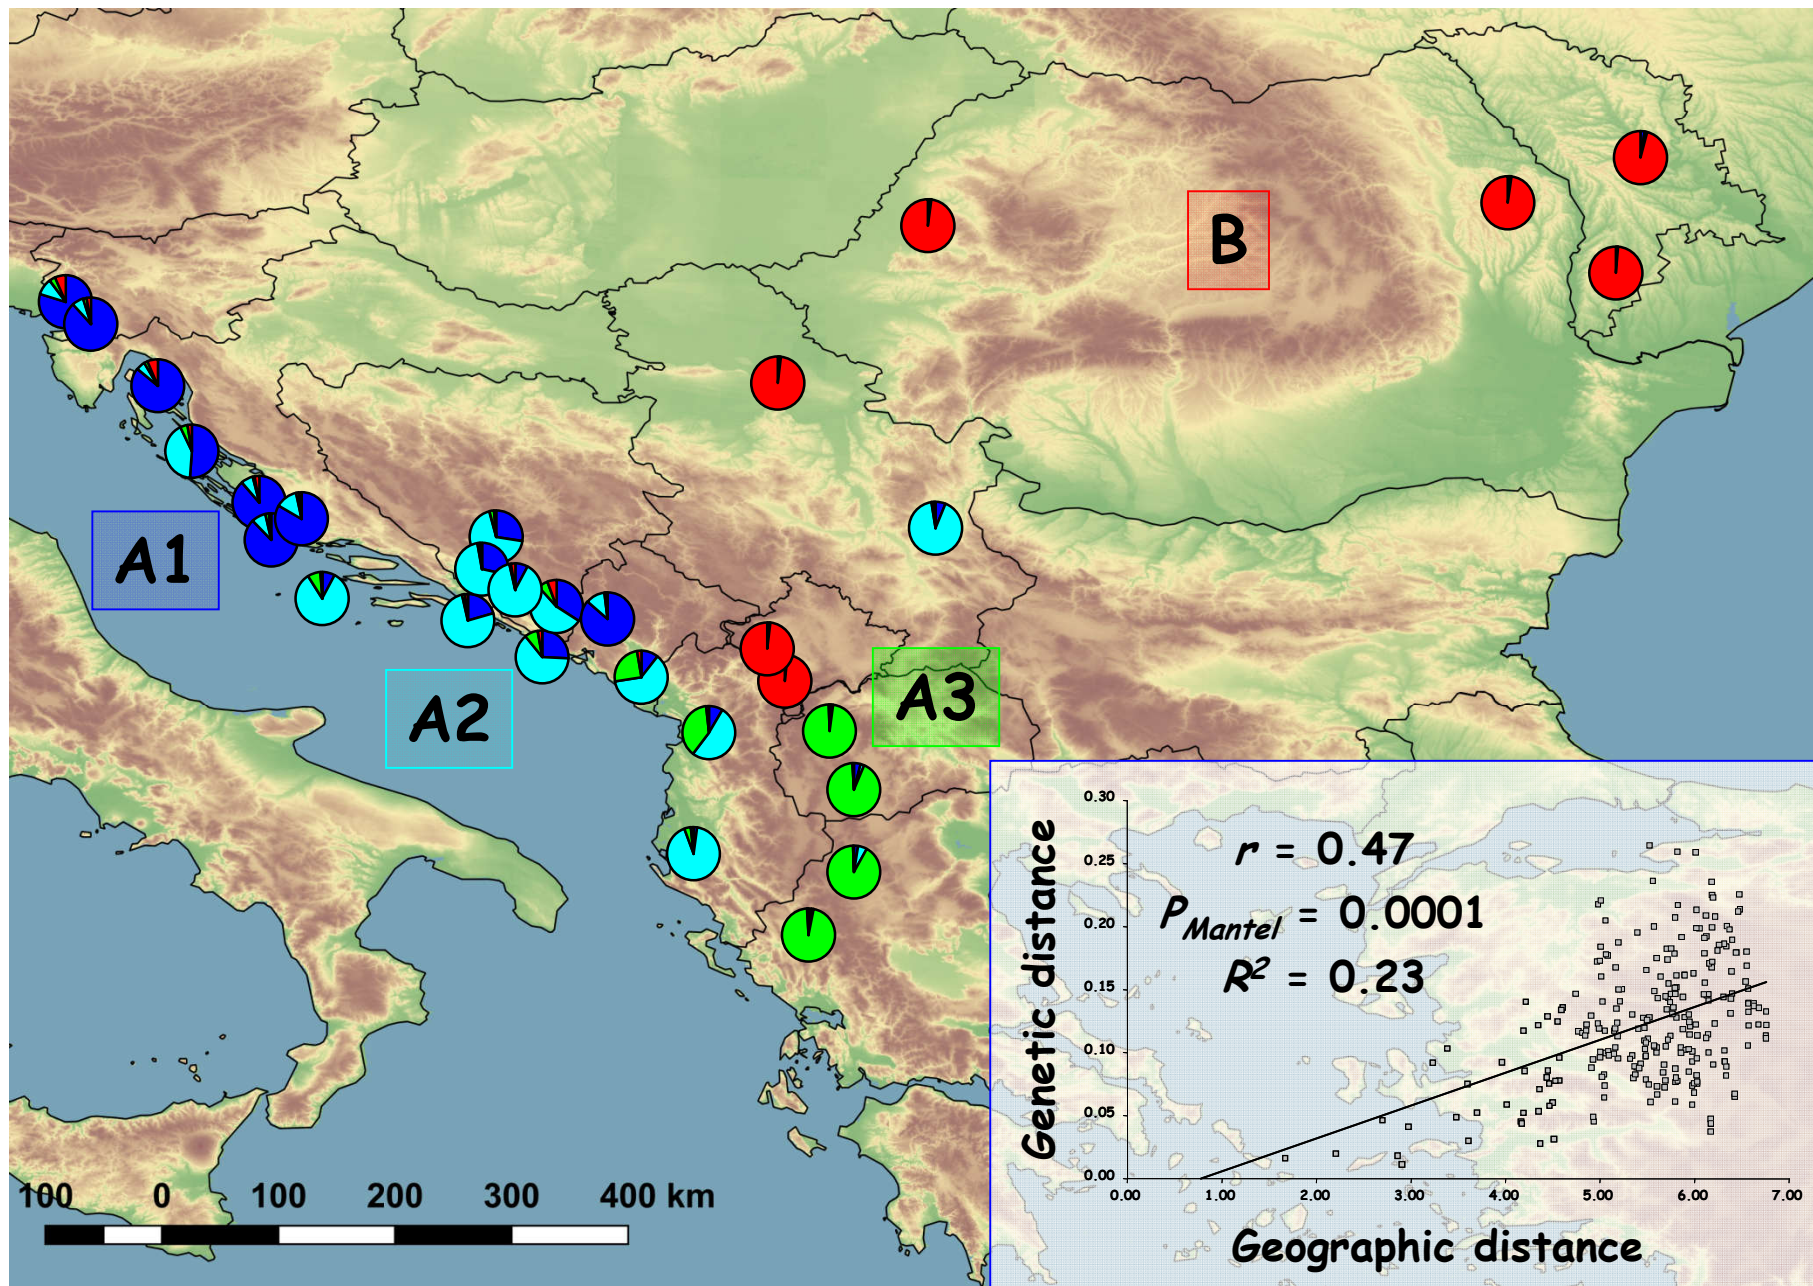 B
A1
A2
A3
100 0 100 200 300 400 km
Genetic distance
r = 0.47
P Mantel = 0.0001
R² = 0.23
0.30
0.25
0.20
0.15
0.10
0.05
0.00
0.00 1.00 2.00 3.00 4.00 5.00 6.00 7.00
Geographic distance